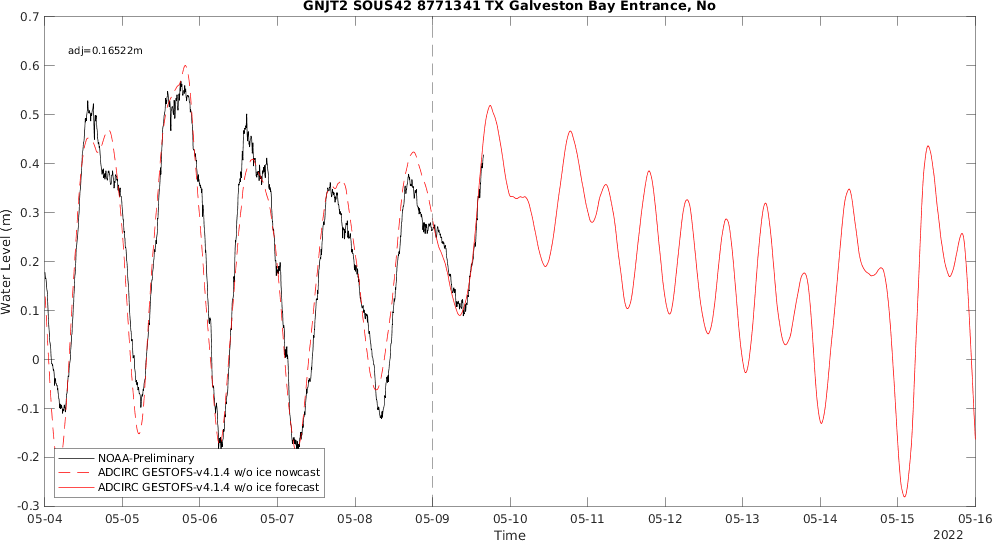 GNJT2 SOUS42 8771341 TX Galveston Bay Entrance, No
adj=0.16522m
Water Level (m)
0.7
0.6
0.5
0.4
0.3
0.2
0.1
0
-0.1
-0.2
-0.3
NOAA-Preliminary
ADCIRC GESTOFS-v4.1.4 w/o ice nowcast
ADCIRC GESTOFS-v4.1.4 w/o ice forecast
05-04 05-05 05-06 05-07 05-08 05-09 05-10 05-11 05-12 05-13 05-14 05-15 05-16
Time
2022